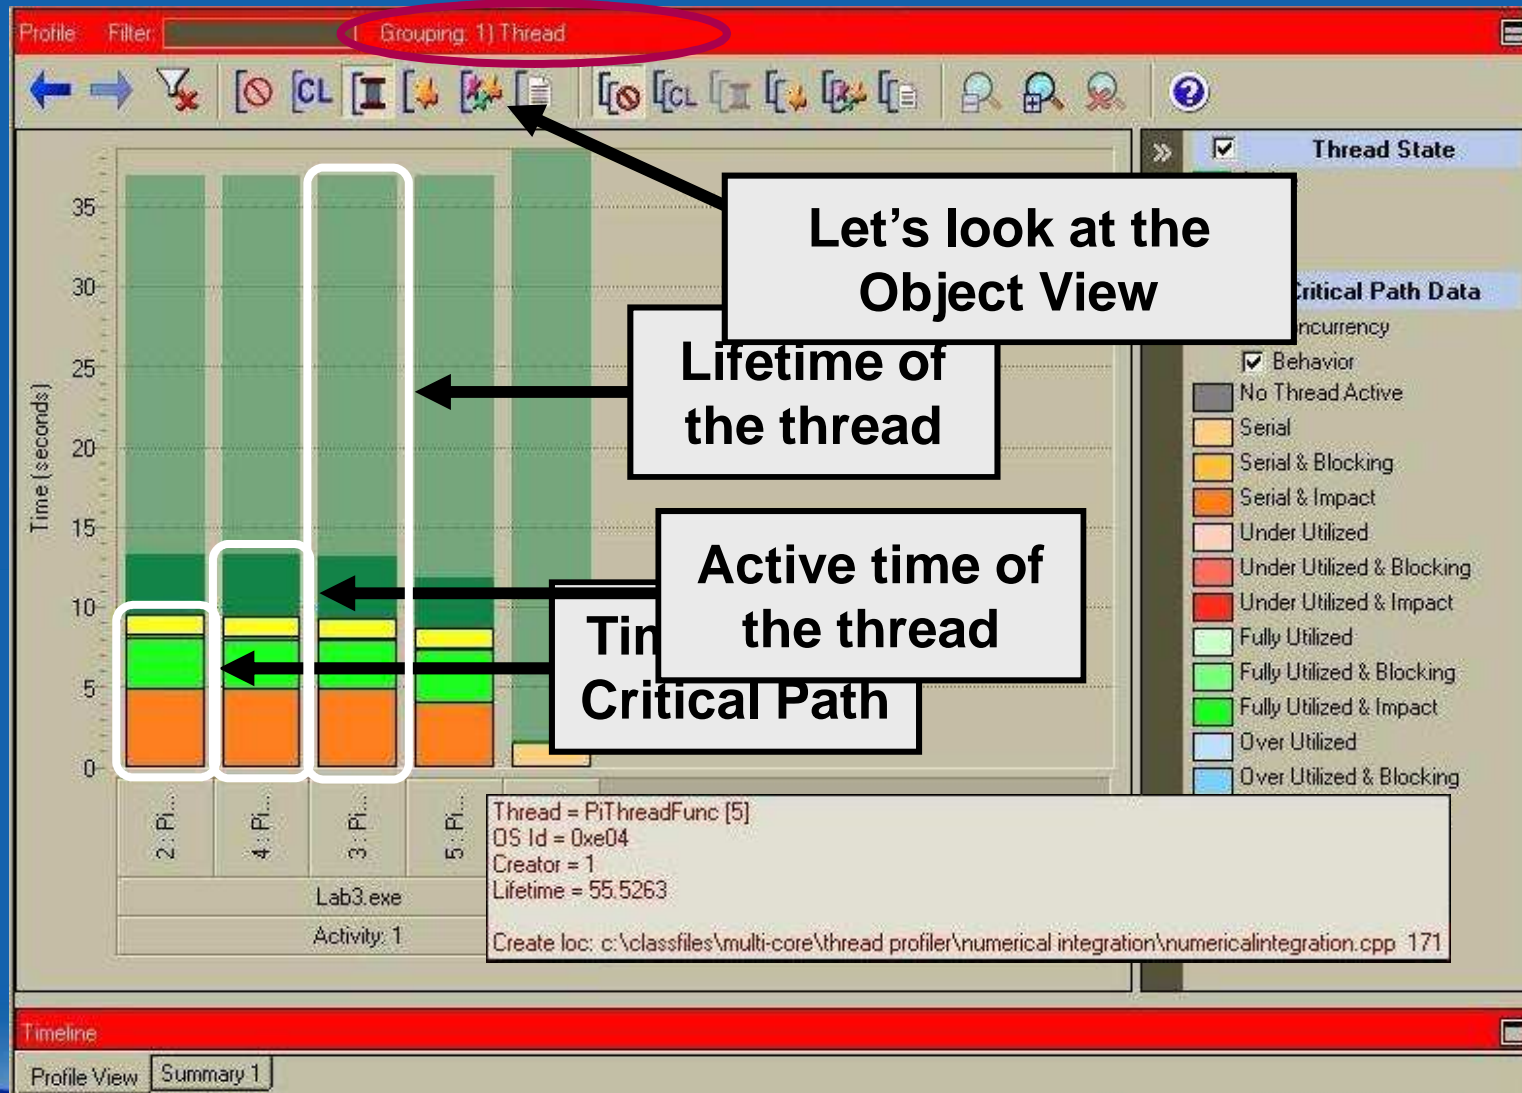 Profile Filter: Grouping: 1) Thread
CL CL
Thread State
Let's look at the
Object View
Critical Path Data
Behavior
No Thread Active
Serial
Serial & Blocking
Serial & Impact
Under Utilized
Under Utilized & Blocking
Under Utilized & Impact
Fully Utilized
Fully Utilized & Blocking
Fully Utilized & Impact
Over Utilized
Over Utilized & Blocking
Lifetime of
the thread
Active time of
the thread
Critical Path
Time (seconds)
35
30
25
20
15
10
5
0
2 : Pi...
4 : Pi...
3 : Pi...
5 : Pi...
Lab3.exe
Activity: 1
Thread = PiThreadFunc [5]
OS Id = 0xe04
Creator = 1
Lifetime = 55.5263
Create loc: c:\classfiles\multi-core\thread profiler\numerical integration\numericalintegration.cpp 171
Timeline
Profile View Summary 1